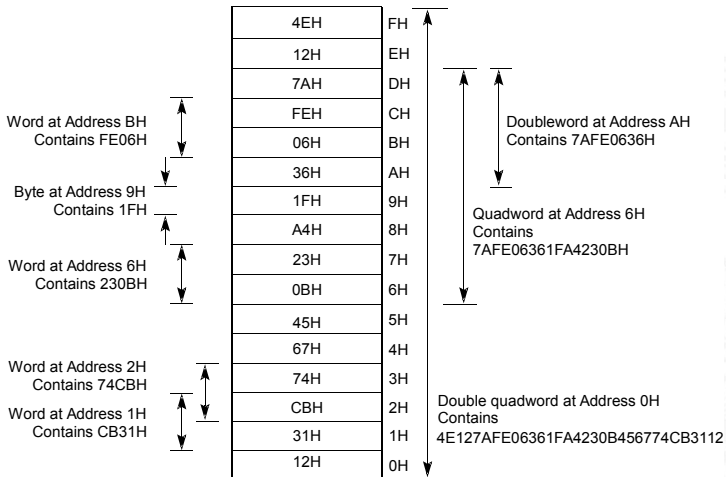 4EH FH
12H EH
7AH DH
FEH CH
06H BH
36H AH
1FH 9H
A4H 8H
23H 7H
0BH 6H
45H 5H
67H 4H
74H 3H
CBH 2H
31H 1H
12H 0H
Word at Address BH
Contains FE06H
Byte at Address 9H
Contains 1FH
Word at Address 6H
Contains 230BH
Word at Address 2H
Contains 74CBH
Word at Address 1H
Contains CB31H
Doubleword at Address AH
Contains 7AFE0636H
Quadword at Address 6H
Contains
7AFE06361FA4230BH
Double quadword at Address 0H
Contains
4E127AFE06361FA4230B456774CB3112